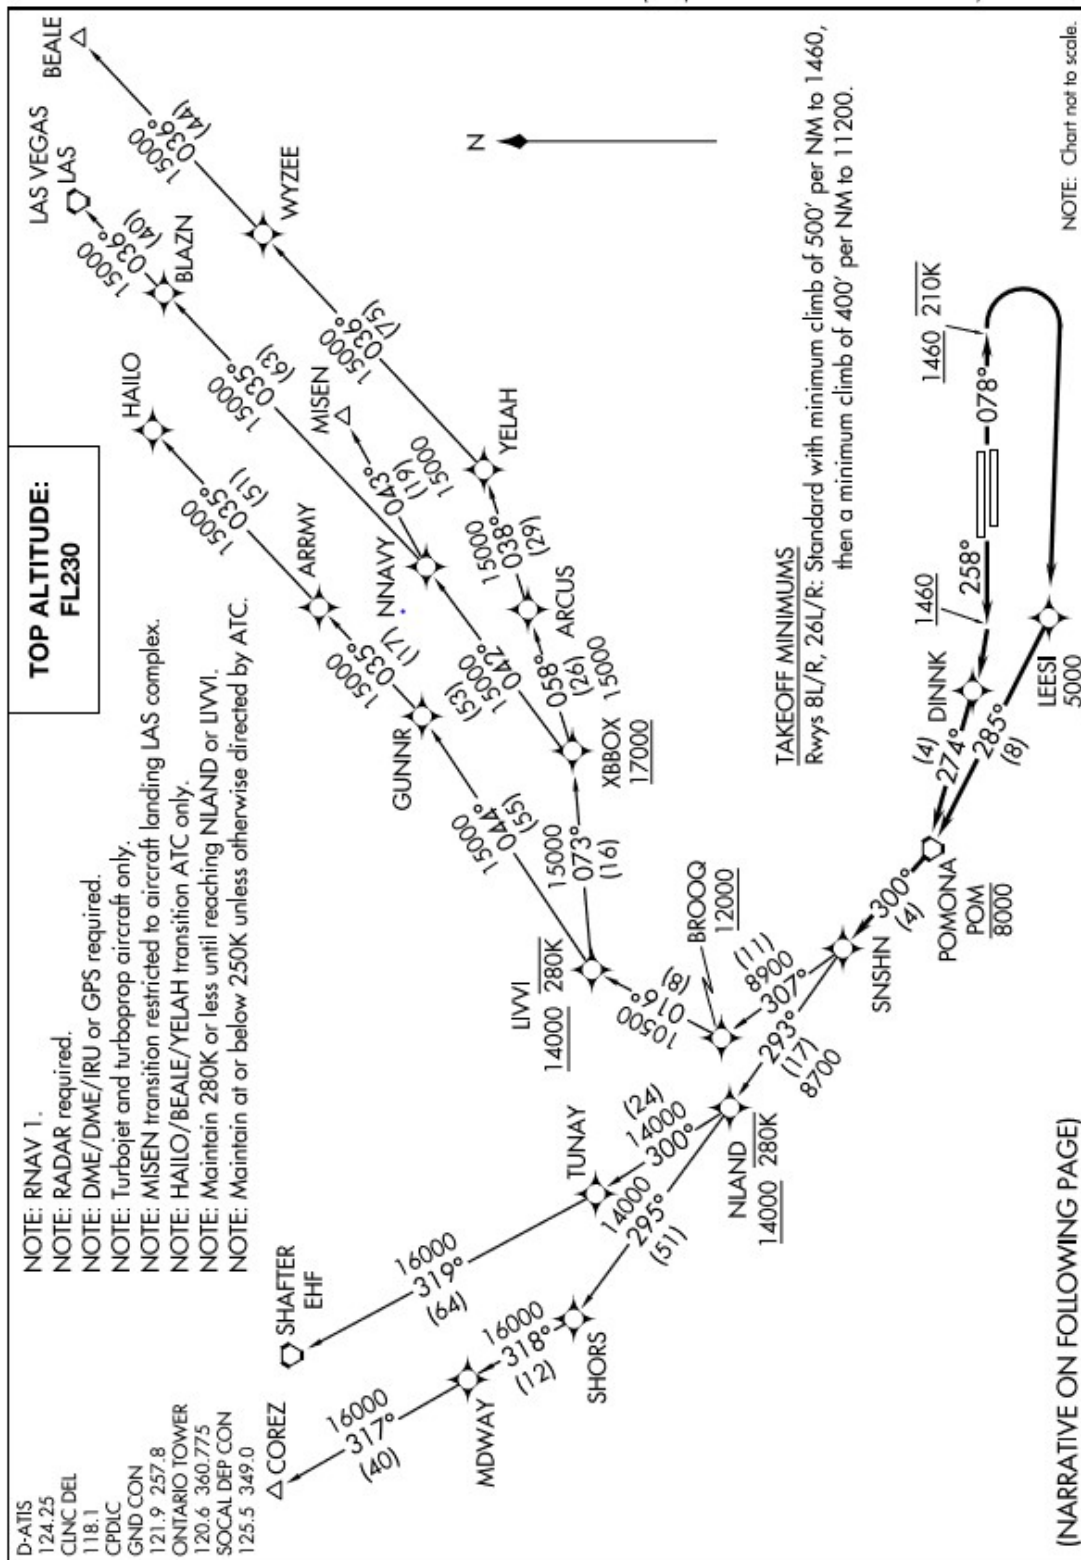 D-ATIS
124.25
CLNC DEL
118.1
CPDLC
GND CON
121.9 257.8
ONTARIO TOWER
120.6 360.775
SOCAL DEP CON
125.5 349.0
NOTE: RNAV 1.
NOTE: RADAR required.
NOTE: DME/DME/IRU or GPS required.
NOTE: Turbojet and turboprop aircraft only.
NOTE: MISEN transition restricted to aircraft landing LAS complex.
NOTE: HAILO/BEALE/YELAH transition ATC only.
NOTE: Maintain 280K or less until reaching NLAND or LIVVI.
NOTE: Maintain at or below 250K unless otherwise directed by ATC.
TOP ALTITUDE:
FL230
LAS VEGAS
LAS
BEALE
15000
036°
(44)
WYZEE
15000
036°
(40)
BLAZN
HAILO
15000
035°
(51)
ARRMY
15000
035°
(63)
MISEN
15000
036°
(75)
043°
(19)
15000
YELAH
15000
035°
(17)
NNAVY
GUNNR
(53)
15000
042°
15000
038°
(29)
ARCUS
058°
(26)
15000
XBBOX
17000
15000
044°
(55)
15000
073°
(16)
LIVVI
14000 280K
10500
016°
(8)
BROOQ
12000
(11)
8900
307°
293°
(17)
8700
SNSHN
300°
(4)
POMONA
POM
8000
SHAFTER
EHF
COREZ
16000
319°
(64)
TUNAY
(24)
14000
300°
NLAND
14000 280K
14000
295°
(51)
SHORS
16000
318°
(12)
MDWAY
16000
317°
(40)
N
TAKEOFF MINIMUMS
Rwys 8L/R, 26L/R: Standard with minimum climb of 500' per NM to 1460,
then a minimum climb of 400' per NM to 11200.
1460 210K
078°
258°
1460
DINNK
(4)
274°
285°
(8)
LEESI
5000
NOTE: Chart not to scale.
(NARRATIVE ON FOLLOWING PAGE)